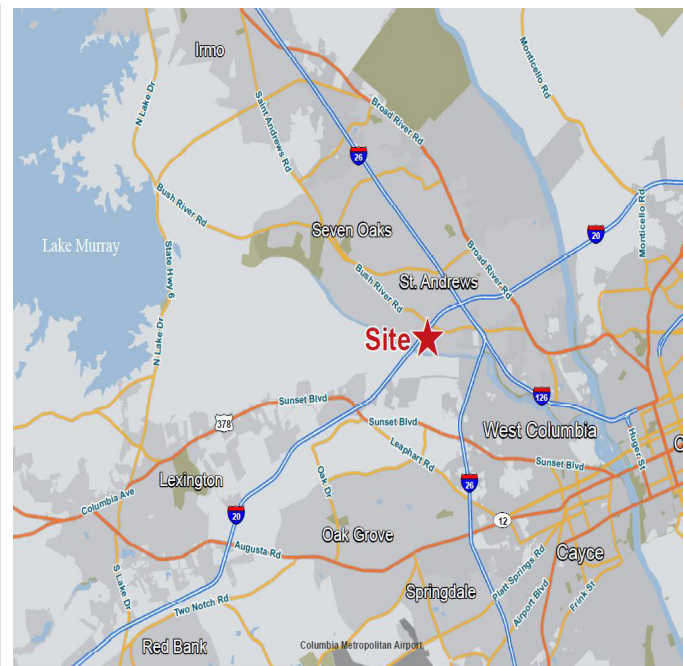 Irmo
N Lake Dr
Saint Andrews Rd
Broad River Rd
Monticello Rd
26
Bush River Rd
Seven Oaks
20
Monticello Rd
Lake Murray
State Hwy 6
Bush River Rd
St. Andrews
Broad River Rd
N Lake Dr
Site
126
Sunset Blvd
378
Sunset Blvd
West Columbia
Huger St
C
Leaphart Rd
Sunset Blvd
Lexington
Oak Dr
26
Columbia Ave
20
12
Oak Grove
Augusta Rd
Cayce
Platt Springs Rd
S Lake Dr
Two Notch Rd
Springdale
Airport Blvd
Frink St
Red Bank
Columbia Metropolitan Airport